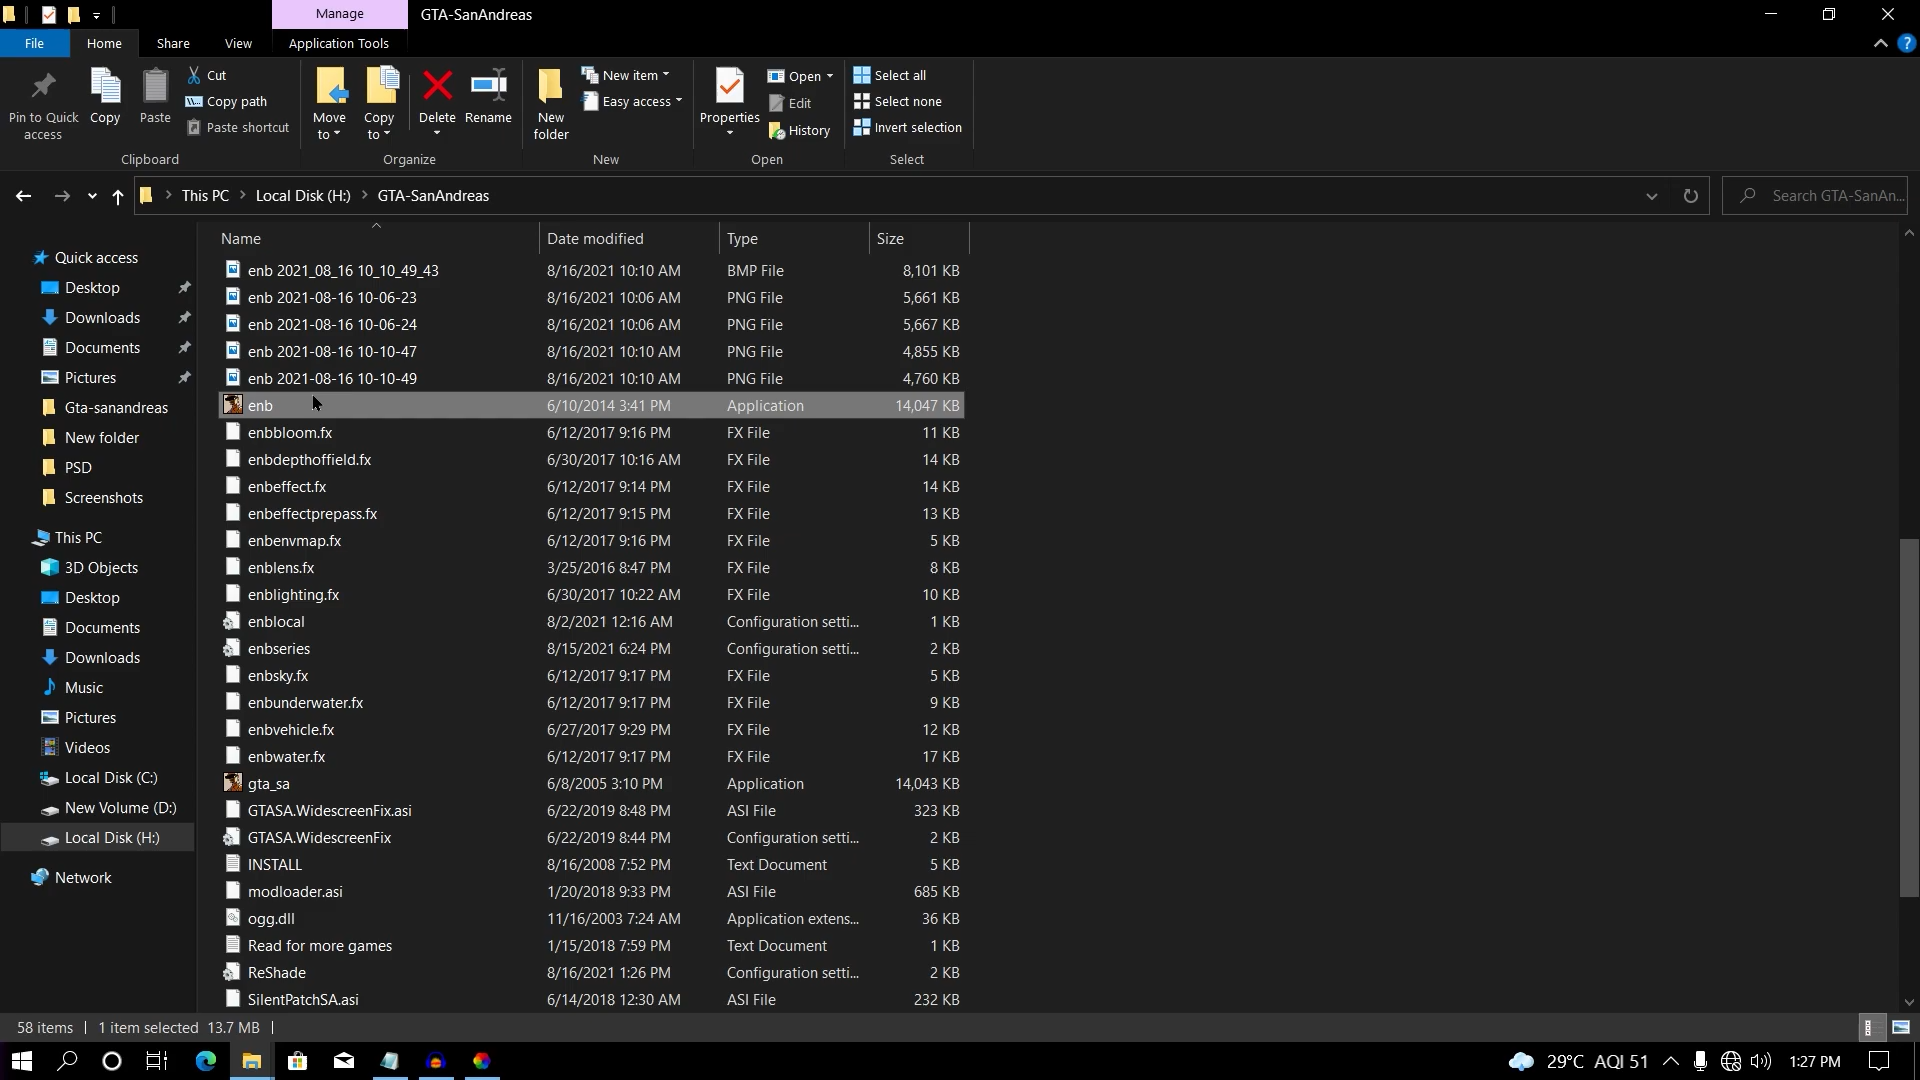 Manage
GTA-SanAndreas
File
Home
Share
View
Application Tools
?
Pin to Quick access
Copy
Paste
Cut
Copy path
Paste shortcut
Clipboard
Move to
Copy to
Delete
Rename
Organize
New folder
New item
Easy access
New
Properties
Open
Edit
History
Open
Select all
Select none
Invert selection
Select
This PC
Local Disk (H:)
GTA-SanAndreas
Search GTA-SanAn...
Name
Date modified
Type
Size
Quick access
Desktop
Downloads
Documents
Pictures
Gta-sanandreas
New folder
PSD
Screenshots
This PC
3D Objects
Desktop
Documents
Downloads
Music
Pictures
Videos
Local Disk (C:)
New Volume (D:)
Local Disk (H:)
Network
enb 2021_08_16 10_10_49_43 8/16/2021 10:10 AM BMP File 8,101 KB
enb 2021-08-16 10-06-23 8/16/2021 10:06 AM PNG File 5,661 KB
enb 2021-08-16 10-06-24 8/16/2021 10:06 AM PNG File 5,667 KB
enb 2021-08-16 10-10-47 8/16/2021 10:10 AM PNG File 4,855 KB
enb 2021-08-16 10-10-49 8/16/2021 10:10 AM PNG File 4,760 KB
enb 6/10/2014 3:41 PM Application 14,047 KB
enbbloom.fx 6/12/2017 9:16 PM FX File 11 KB
enbdepthoffield.fx 6/30/2017 10:16 AM FX File 14 KB
enbeffect.fx 6/12/2017 9:14 PM FX File 14 KB
enbeffectprepass.fx 6/12/2017 9:15 PM FX File 13 KB
enbenvmap.fx 6/12/2017 9:16 PM FX File 5 KB
enblens.fx 3/25/2016 8:47 PM FX File 8 KB
enblighting.fx 6/30/2017 10:22 AM FX File 10 KB
enblocal 8/2/2021 12:16 AM Configuration setti... 1 KB
enbseries 8/15/2021 6:24 PM Configuration setti... 2 KB
enbsky.fx 6/12/2017 9:17 PM FX File 5 KB
enbunderwater.fx 6/12/2017 9:17 PM FX File 9 KB
enbvehicle.fx 6/27/2017 9:29 PM FX File 12 KB
enbwater.fx 6/12/2017 9:17 PM FX File 17 KB
gta_sa 6/8/2005 3:10 PM Application 14,043 KB
GTASA.WidescreenFix.asi 6/22/2019 8:48 PM ASI File 323 KB
GTASA.WidescreenFix 6/22/2019 8:44 PM Configuration setti... 2 KB
INSTALL 8/16/2008 7:52 PM Text Document 5 KB
modloader.asi 1/20/2018 9:33 PM ASI File 685 KB
ogg.dll 11/16/2003 7:24 AM Application extens... 36 KB
Read for more games 1/15/2018 7:59 PM Text Document 1 KB
ReShade 8/16/2021 1:26 PM Configuration setti... 2 KB
SilentPatchSA.asi 6/14/2018 12:30 AM ASI File 232 KB
58 items 1 item selected 13.7 MB
29°C AQI 51
1:27 PM